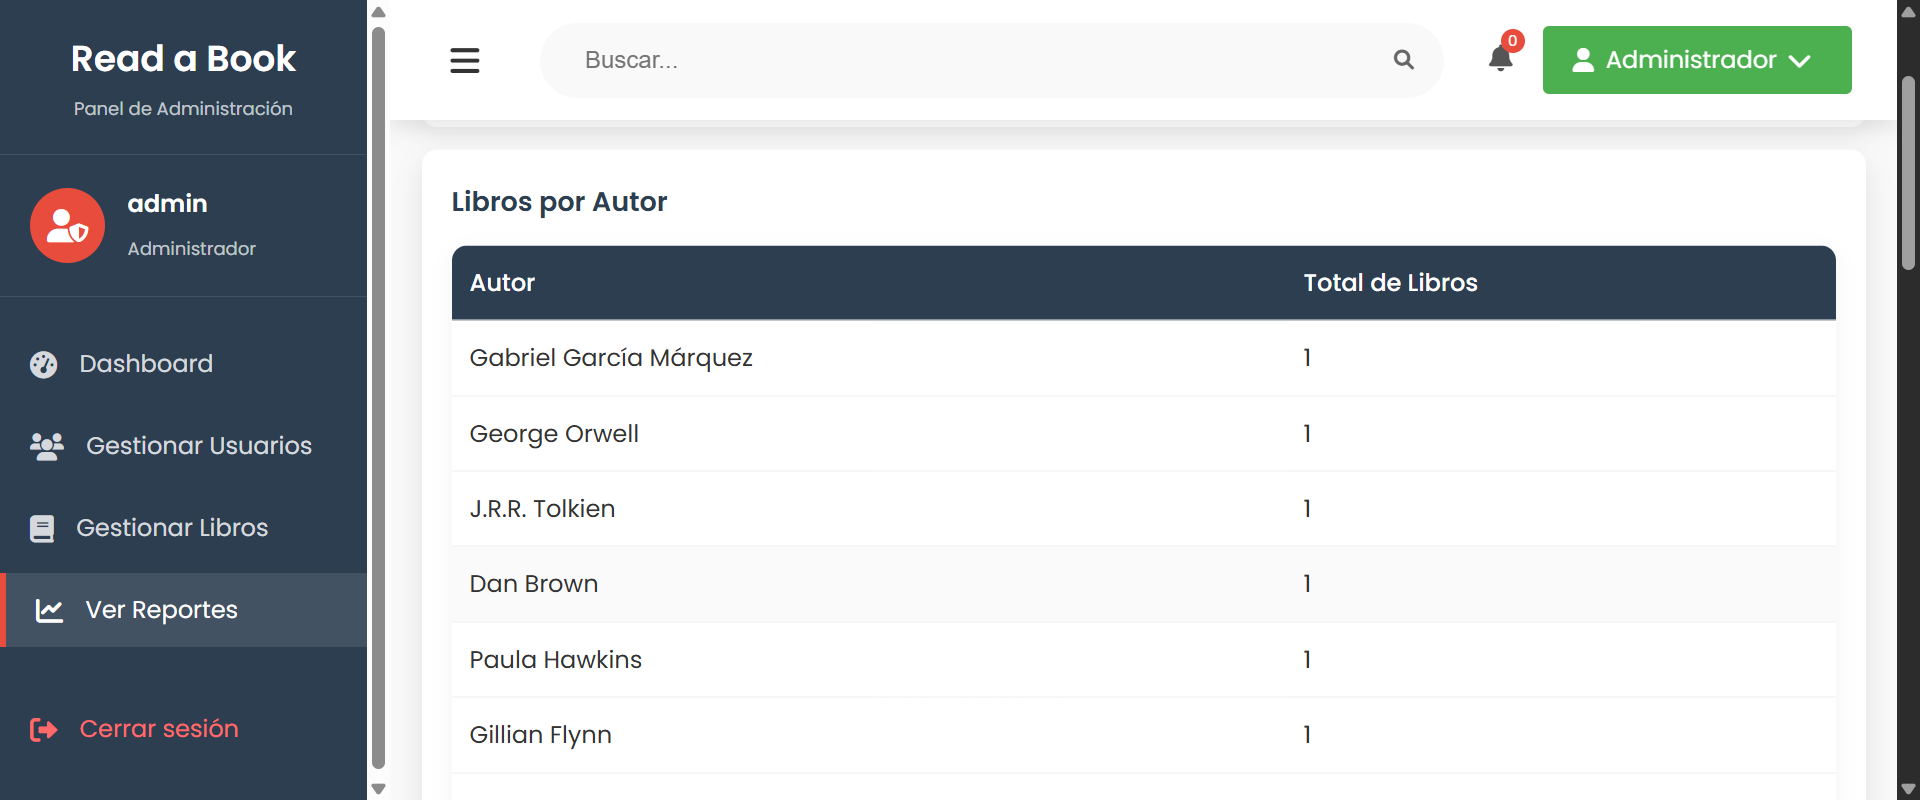 Read a Book
Panel de Administración
admin
Administrador
Dashboard
Gestionar Usuarios
Gestionar Libros
Ver Reportes
Cerrar sesión
Buscar...
0
Administrador
Libros por Autor
Autor Total de Libros
Gabriel García Márquez 1
George Orwell 1
J.R.R. Tolkien 1
Dan Brown 1
Paula Hawkins 1
Gillian Flynn 1